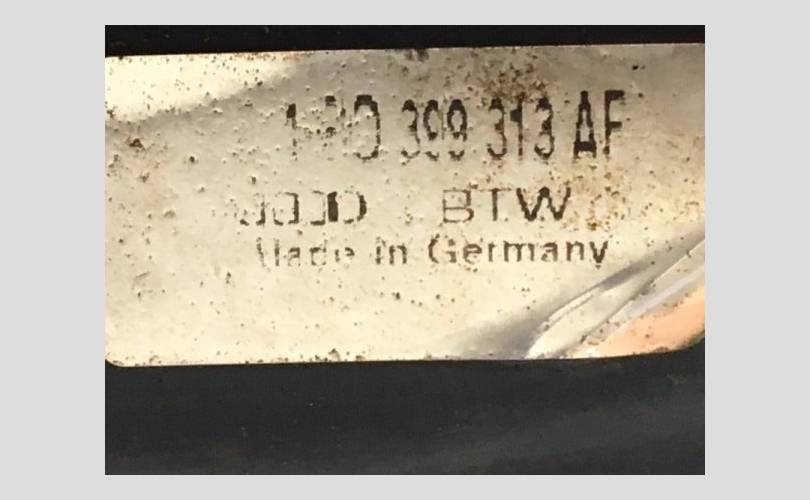 399 313 AF
BTW
Made in Germany